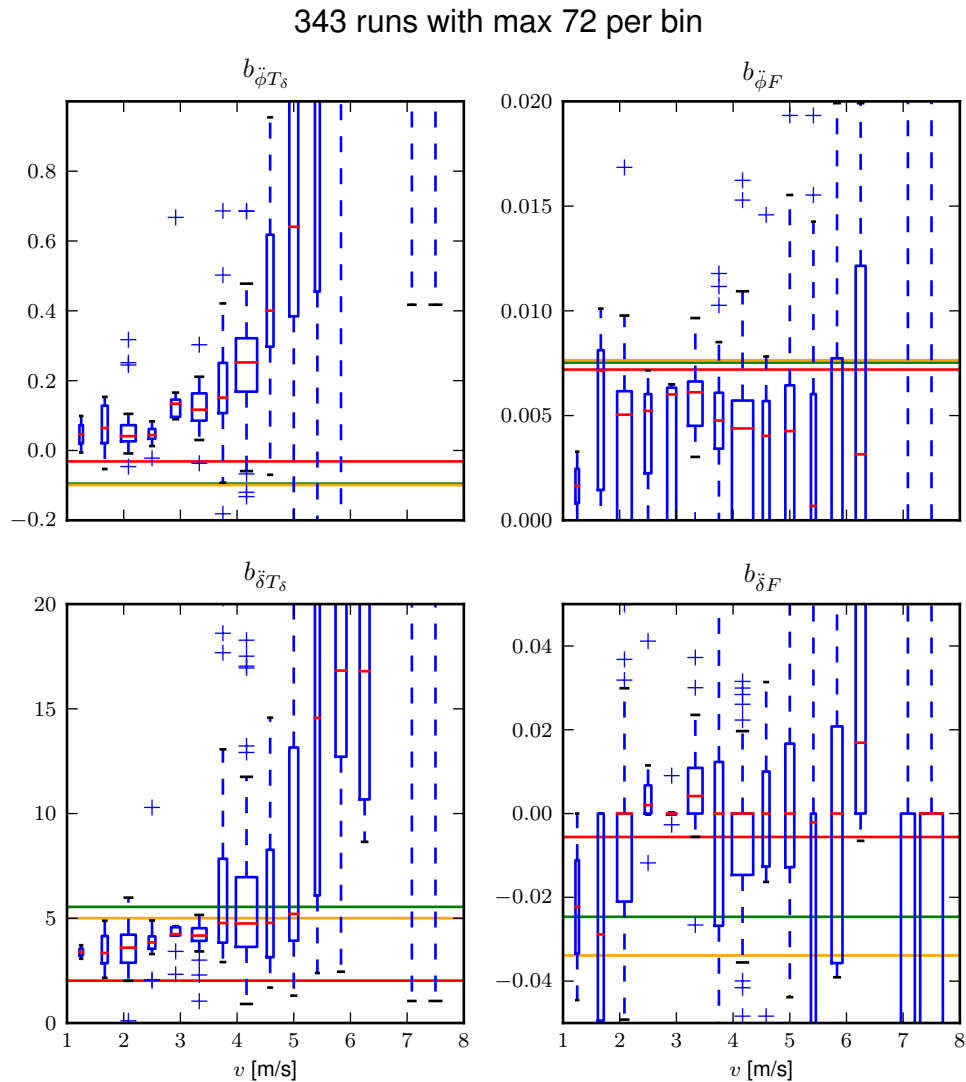 343 runs with max 72 per bin
b_{\ddot{\phi}T_{\delta}}
b_{\ddot{\phi}F}
0.8
0.6
0.4
0.2
0.0
−0.2
0.020
0.015
0.010
0.005
0.000
b_{\ddot{\delta}T_{\delta}}
b_{\ddot{\delta}F}
20
15
10
5
0
0.04
0.02
0.00
−0.02
−0.04
1 2 3 4 5 6 7 8
1 2 3 4 5 6 7 8
v [m/s]
v [m/s]